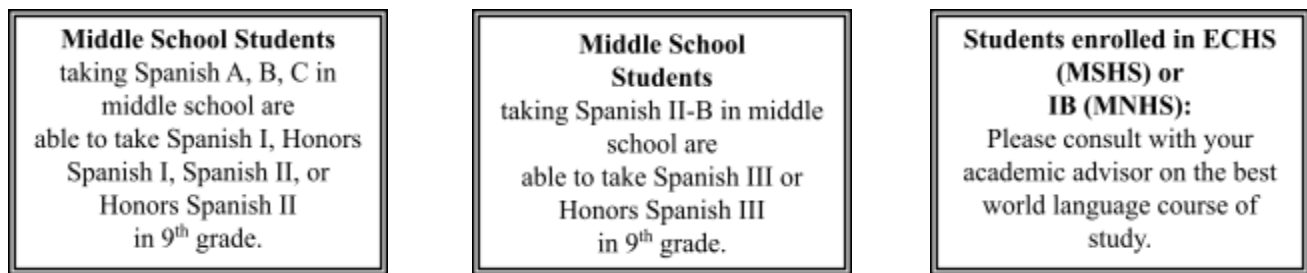 Middle School Students
taking Spanish A, B, C in
middle school are
able to take Spanish I, Honors
Spanish I, Spanish II, or
Honors Spanish II
in 9th grade.
Middle School
Students
taking Spanish II-B in middle
school are
able to take Spanish III or
Honors Spanish III
in 9th grade.
Students enrolled in ECHS
(MSHS) or
IB (MNHS):
Please consult with your
academic advisor on the best
world language course of
study.